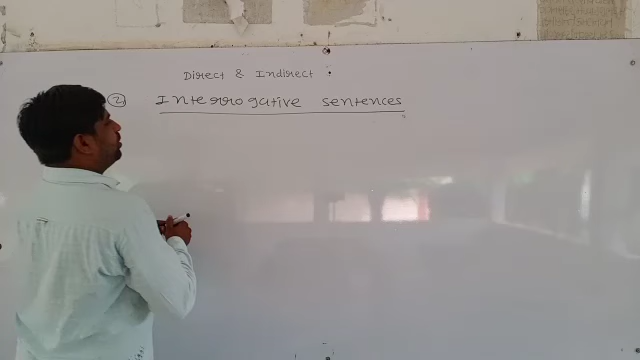 Direct & Indirect :
② Interrogative sentences